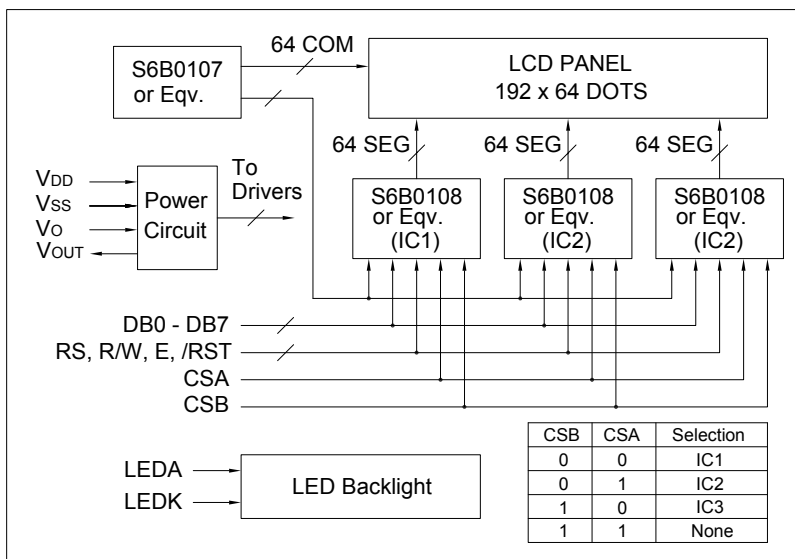 64 COM
S6B0107
or Eqv.
LCD PANEL
192 x 64 DOTS
64 SEG
64 SEG
64 SEG
To
Drivers
VDD
VSS
VO
VOUT
Power
Circuit
S6B0108
or Eqv.
(IC1)
S6B0108
or Eqv.
(IC2)
S6B0108
or Eqv.
(IC2)
DB0 - DB7
RS, R/W, E, /RST
CSA
CSB
CSB CSA Selection
0 0 IC1
0 1 IC2
1 0 IC3
1 1 None
LEDA
LEDK
LED Backlight